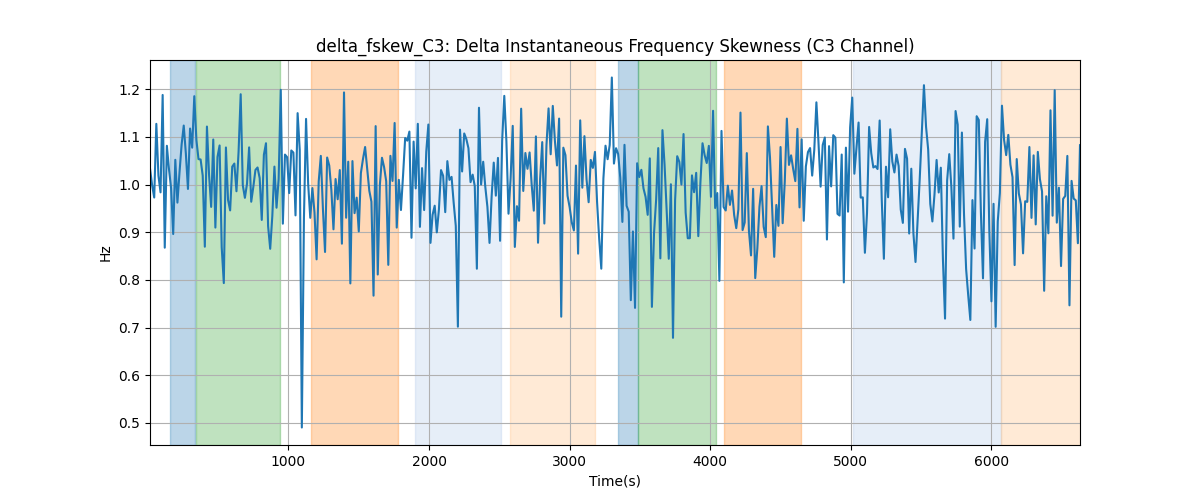 delta_fskew_C3: Delta Instantaneous Frequency Skewness (C3 Channel)
1.2
1.1
1.0
0.9
0.8
0.7
0.6
0.5
Hz
1000 2000 3000 4000 5000 6000
Time(s)